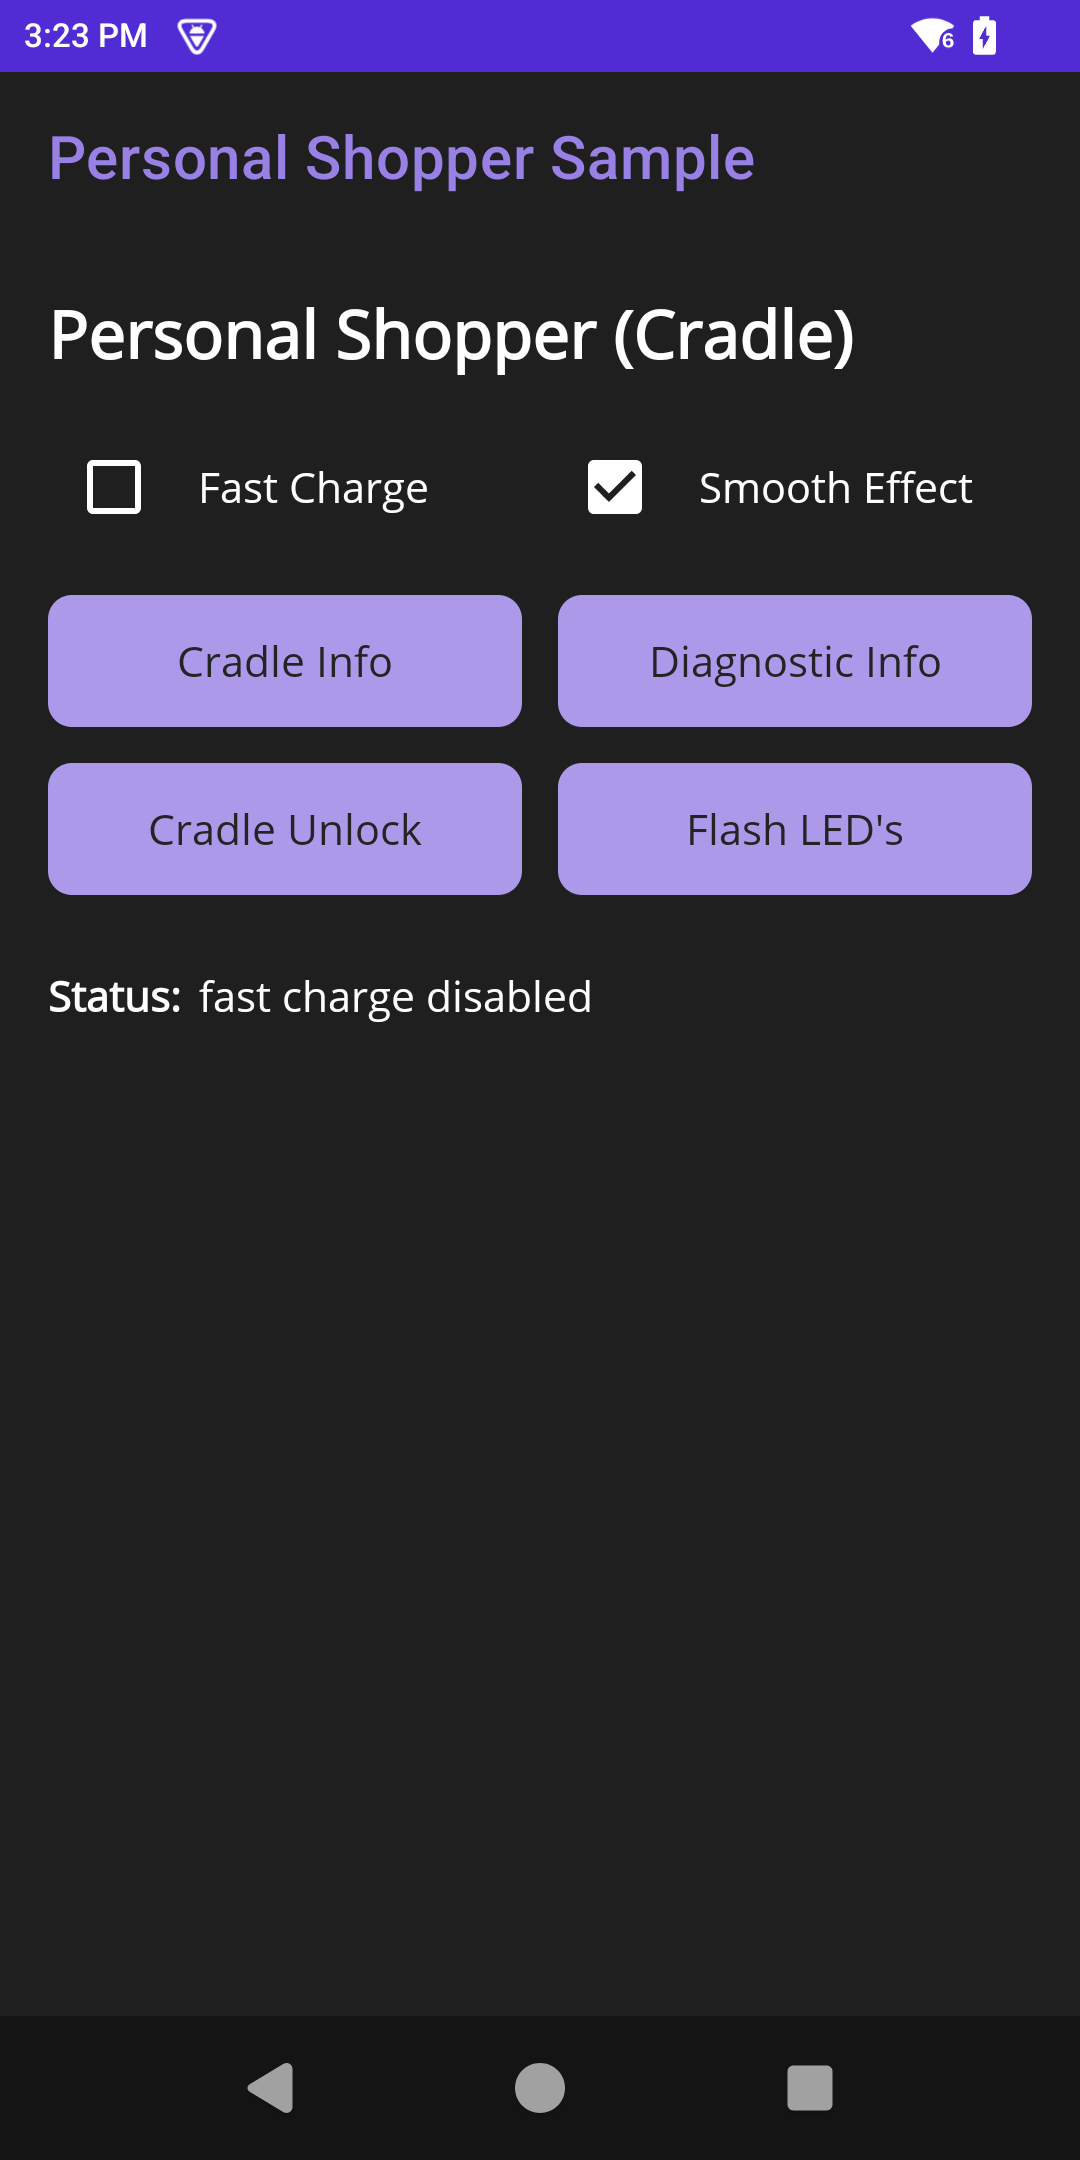 3:23 PM
6
Personal Shopper Sample
Personal Shopper (Cradle)
Fast Charge
Smooth Effect
Cradle Info
Diagnostic Info
Cradle Unlock
Flash LED's
Status: fast charge disabled